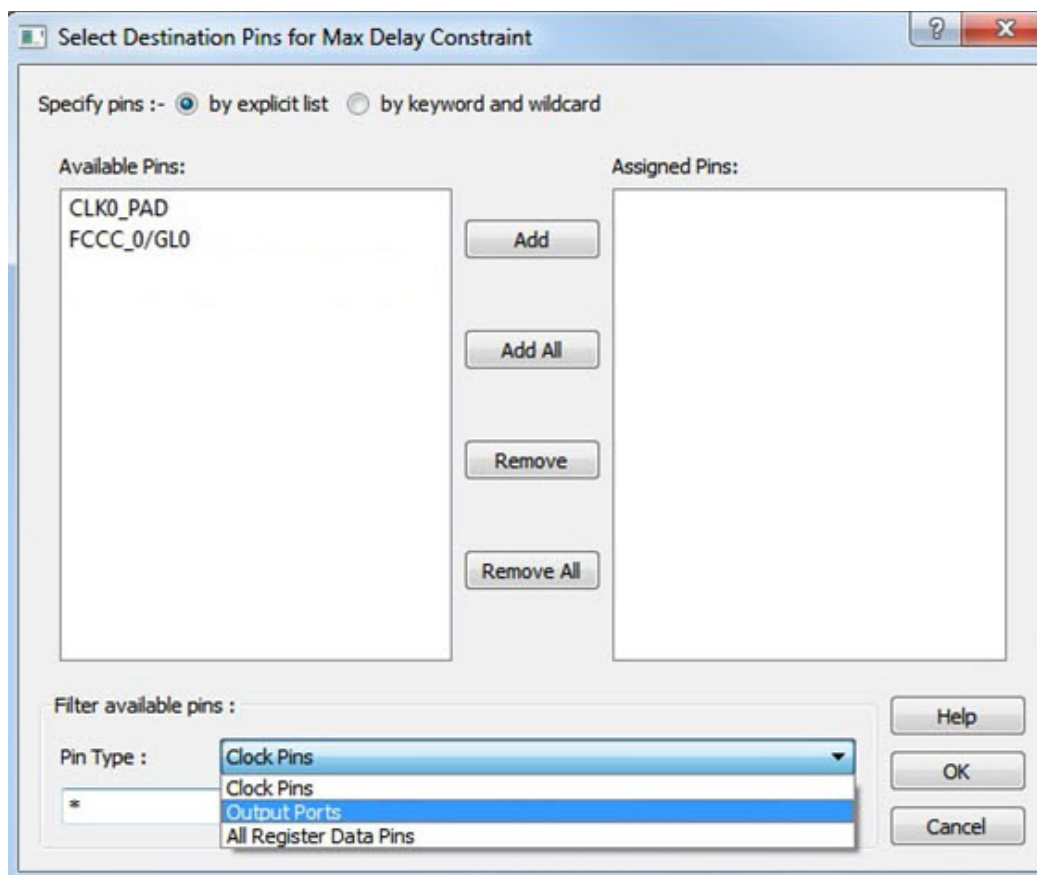 Select Destination Pins for Max Delay Constraint
?
Specify pins :- by explicit list by keyword and wildcard
Available Pins:
Assigned Pins:
CLK0_PAD
FCCC_0/GL0
Add
Add All
Remove
Remove All
Filter available pins :
Pin Type :
Clock Pins
Clock Pins
Output Ports
All Register Data Pins
*
Help
OK
Cancel